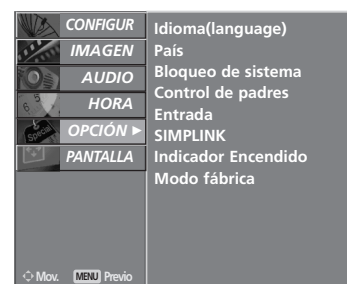 CONFIGUR
IMAGEN
AUDIO
HORA
Special
OPCIÓN ►
PANTALLA
Idioma(language)
País
Bloqueo de sistema
Control de padres
Entrada
SIMPLINK
Indicador Encendido
Modo fábrica
Mov. MENU Previo